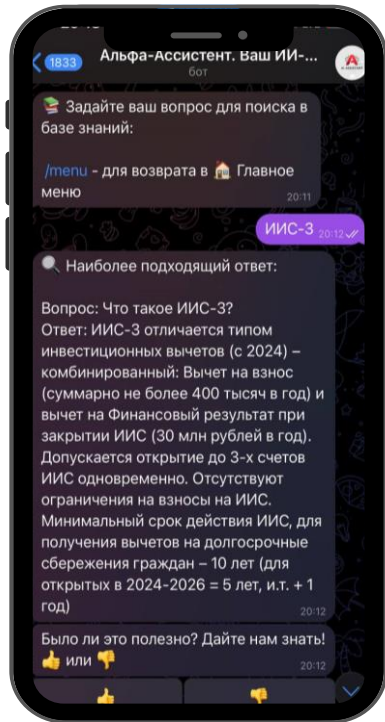 1833
Альфа-Ассистент. Ваш ИИ-...
бот
📚 Задайте ваш вопрос для поиска в
базе знаний:
/menu - для возврата в 🏠 Главное
меню
20:11
ИИС-3 20:12
🔍 Наиболее подходящий ответ:
Вопрос: Что такое ИИС-3?
Ответ: ИИС-3 отличается типом
инвестиционных вычетов (с 2024) –
комбинированный: Вычет на взнос
(суммарно не более 400 тысяч в год) и
вычет на Финансовый результат при
закрытии ИИС (30 млн рублей в год).
Допускается открытие до 3-х счетов
ИИС одновременно. Отсутствуют
ограничения на взносы на ИИС.
Минимальный срок действия ИИС, для
получения вычетов на долгосрочные
сбережения граждан – 10 лет (для
открытых в 2024-2026 = 5 лет, и.т. + 1
год)
20:12
Было ли это полезно? Дайте нам знать!
👍 или 👎
20:12
👍 👎